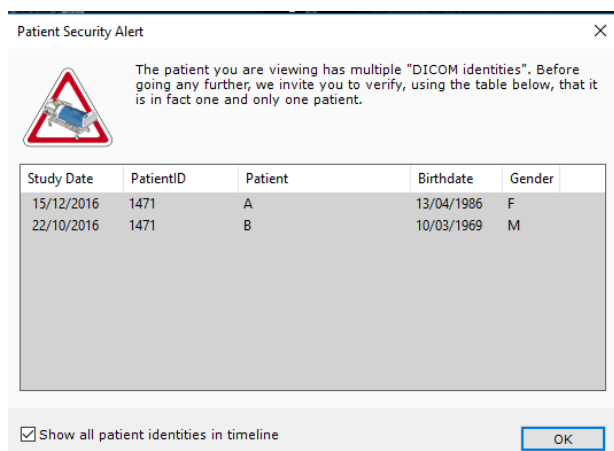 Patient Security Alert
The patient you are viewing has multiple "DICOM identities". Before
going any further, we invite you to verify, using the table below, that it
is in fact one and only one patient.
Study Date PatientID Patient Birthdate Gender
15/12/2016 1471 A 13/04/1986 F
22/10/2016 1471 B 10/03/1969 M
Show all patient identities in timeline
OK